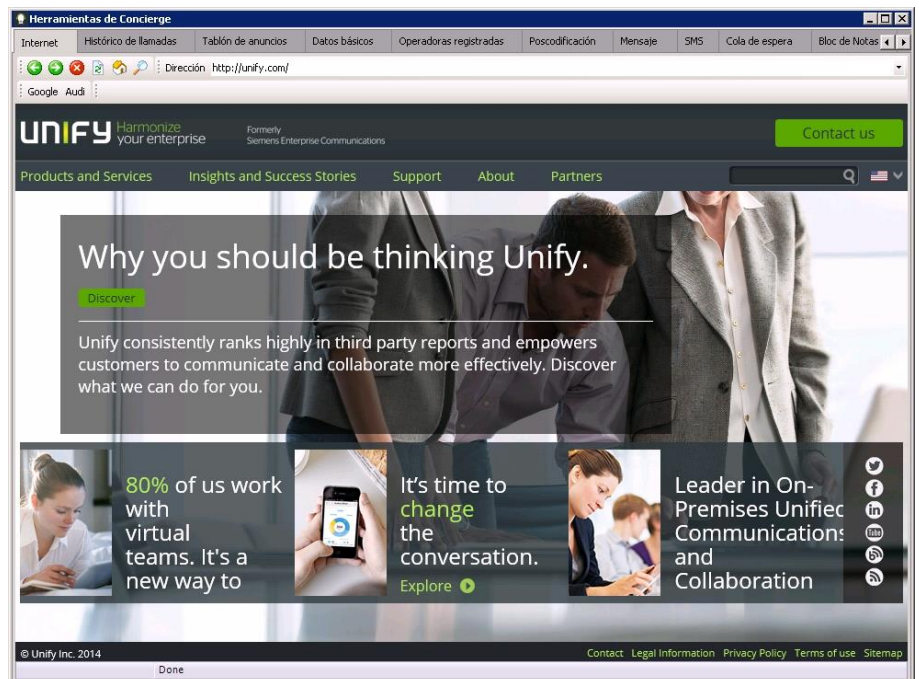 Herramientas de Concierge
Internet Histórico de llamadas Tablón de anuncios Datos básicos Operadoras registradas Poscodificación Mensaje SMS Cola de espera Bloc de Notas
Dirección http://unify.com/
Google Audi
UNIFY Harmonize your enterprise
Formerly
Siemens Enterprise Communications
Contact us
Products and Services Insights and Success Stories Support About Partners
Why you should be thinking Unify.
Discover
Unify consistently ranks highly in third party reports and empowers
customers to communicate and collaborate more effectively. Discover
what we can do for you.
80% of us work
with
virtual
teams. It's a
new way to
It's time to
change
the
conversation.
Explore
Leader in On-
Premises Unified
Communications
and
Collaboration
© Unify Inc. 2014
Contact Legal Information Privacy Policy Terms of use Sitemap
Done